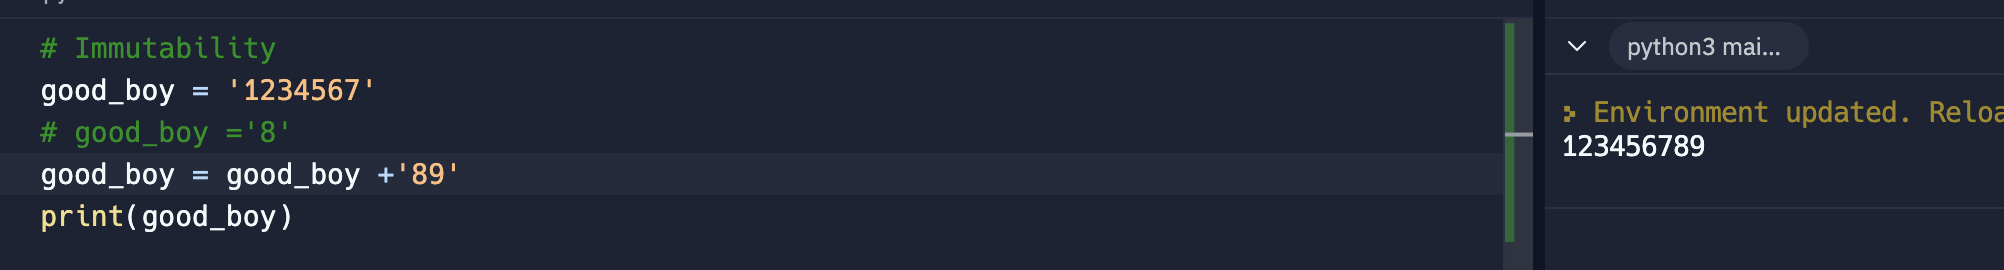 # Immutability
good_boy = '1234567'
# good_boy ='8'
good_boy = good_boy +'89'
print(good_boy)
python3 mai...
Environment updated. Reloa
123456789